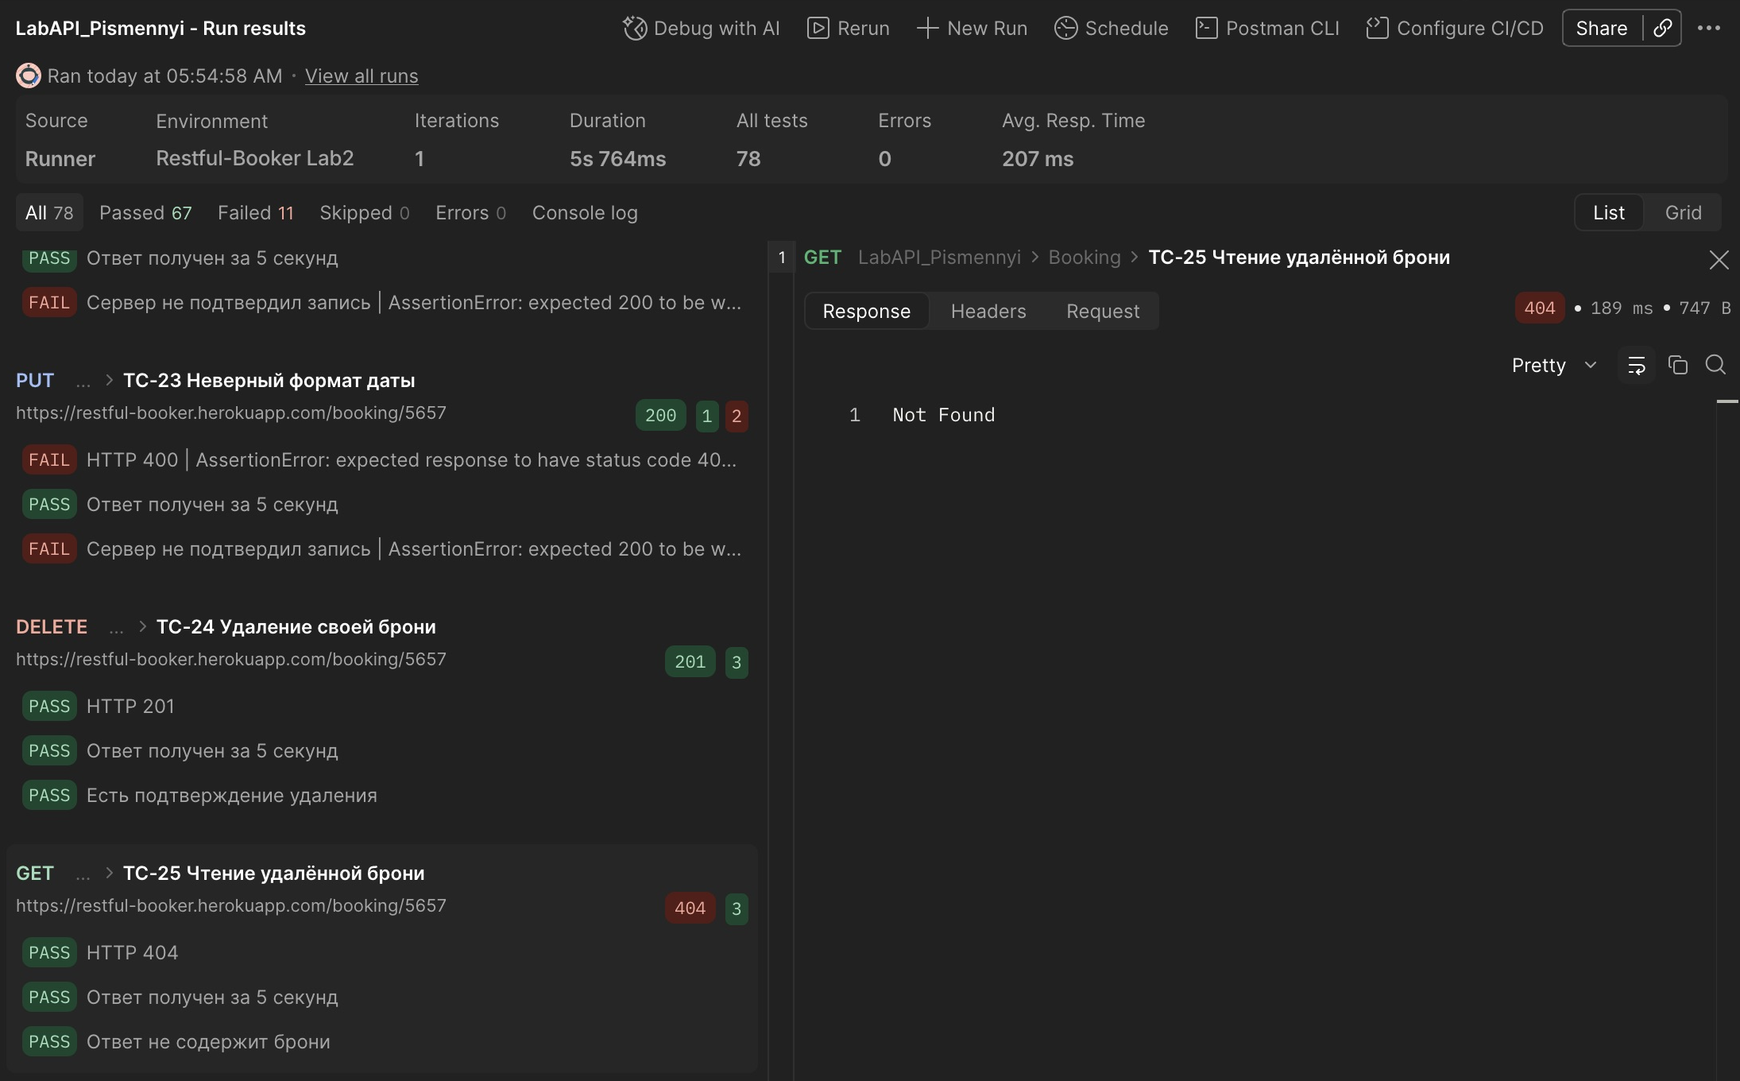 LabAPI_Pismennyi - Run results
Debug with AI
Rerun
New Run
Schedule
Postman CLI
Configure CI/CD
Share
Ran today at 05:54:58 AM · View all runs
Source Environment Iterations Duration All tests Errors Avg. Resp. Time
Runner Restful-Booker Lab2 1 5s 764ms 78 0 207 ms
All 78 Passed 67 Failed 11 Skipped 0 Errors 0 Console log
List Grid
PASS Ответ получен за 5 секунд
FAIL Сервер не подтвердил запись | AssertionError: expected 200 to be w...
PUT ... > ТС-23 Неверный формат даты
https://restful-booker.herokuapp.com/booking/5657 200 1 2
FAIL HTTP 400 | AssertionError: expected response to have status code 40...
PASS Ответ получен за 5 секунд
FAIL Сервер не подтвердил запись | AssertionError: expected 200 to be w...
DELETE ... > ТС-24 Удаление своей брони
https://restful-booker.herokuapp.com/booking/5657 201 3
PASS HTTP 201
PASS Ответ получен за 5 секунд
PASS Есть подтверждение удаления
GET ... > ТС-25 Чтение удалённой брони
https://restful-booker.herokuapp.com/booking/5657 404 3
PASS HTTP 404
PASS Ответ получен за 5 секунд
PASS Ответ не содержит брони
1
GET LabAPI_Pismennyi > Booking > ТС-25 Чтение удалённой брони
Response Headers Request
404 • 189 ms • 747 B
Pretty
1 Not Found